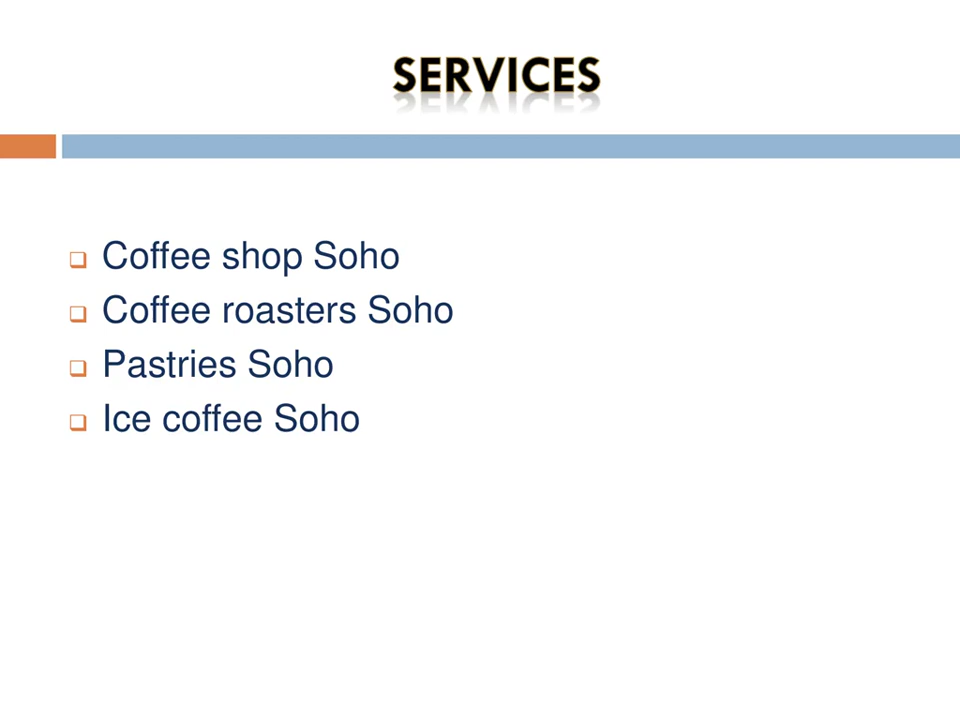 SERVICES
Coffee shop Soho
Coffee roasters Soho
Pastries Soho
Ice coffee Soho